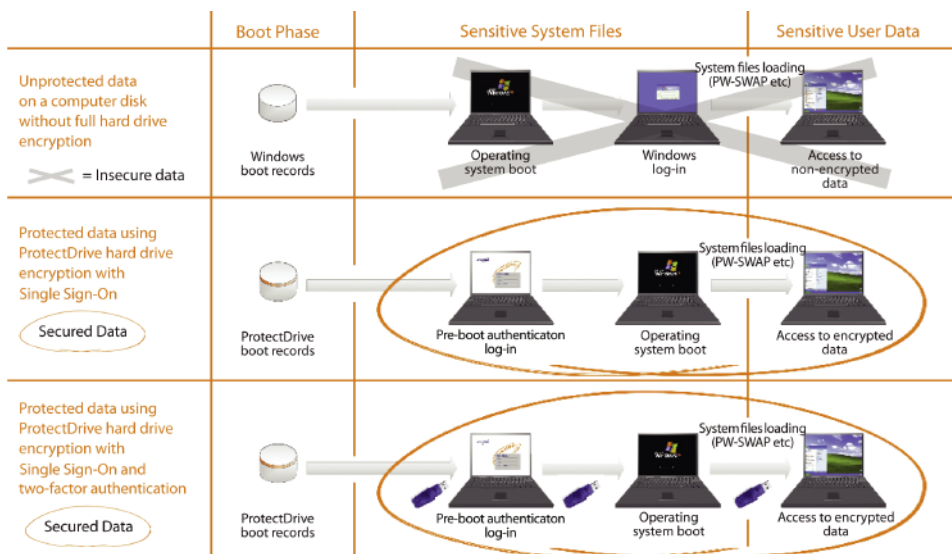 Boot Phase
Sensitive System Files
Sensitive User Data
Unprotected data
on a computer disk
without full hard drive
encryption
= Insecure data
Windows
boot records
Operating
system boot
Windows
log-in
System files loading
(PW-SWAP etc)
Access to
non-encrypted
data
Protected data using
ProtectDrive hard drive
encryption with
Single Sign-On
Secured Data
ProtectDrive
boot records
Pre-boot authenticaton
log-in
Operating
system boot
System files loading
(PW-SWAP etc)
Access to encrypted
data
Protected data using
ProtectDrive hard drive
encryption with
Single Sign-On and
two-factor authentication
Secured Data
ProtectDrive
boot records
Pre-boot authenticaton
log-in
Operating
system boot
System files loading
(PW-SWAP etc)
Access to encrypted
data